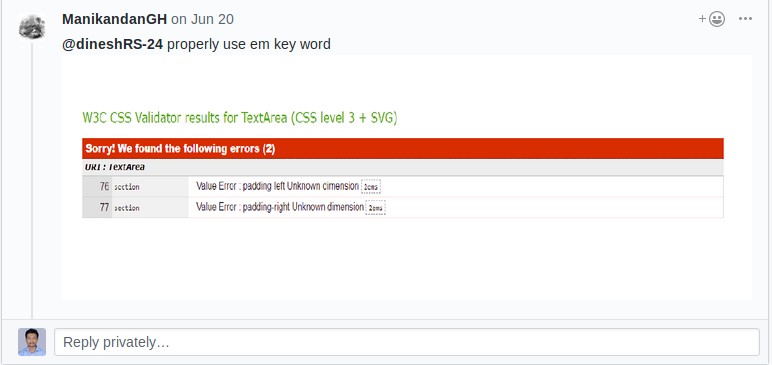 ManikandanGH on Jun 20
@dineshRS-24 properly use em key word
W3C CSS Validator results for TextArea (CSS level 3 + SVG)
Sorry! We found the following errors (2)
URI : TextArea
76 section Value Error : padding left Unknown dimension 2ems
77 section Value Error : padding-right Unknown dimension 2ems
Reply privately…